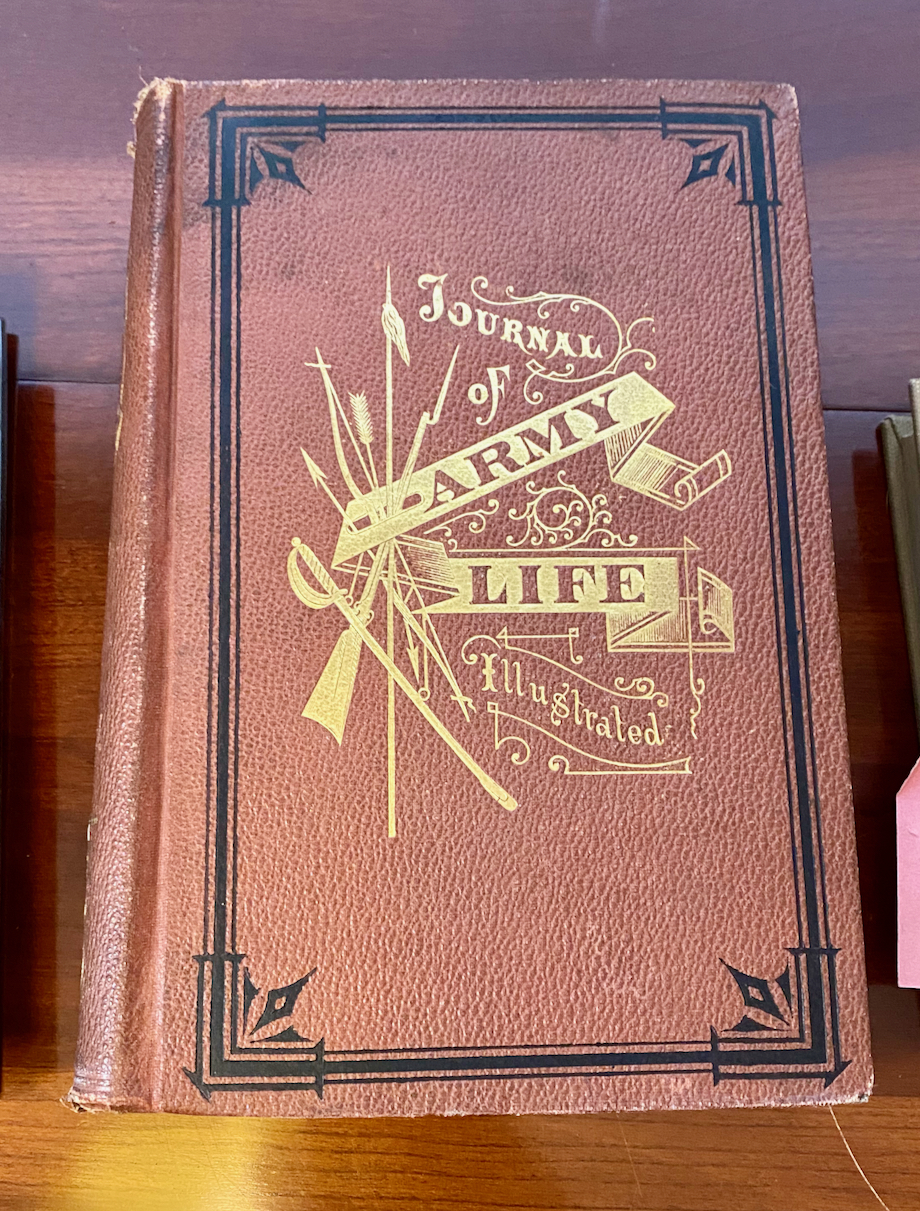 JOURNAL
OF
ARMY
LIFE
Illustrated